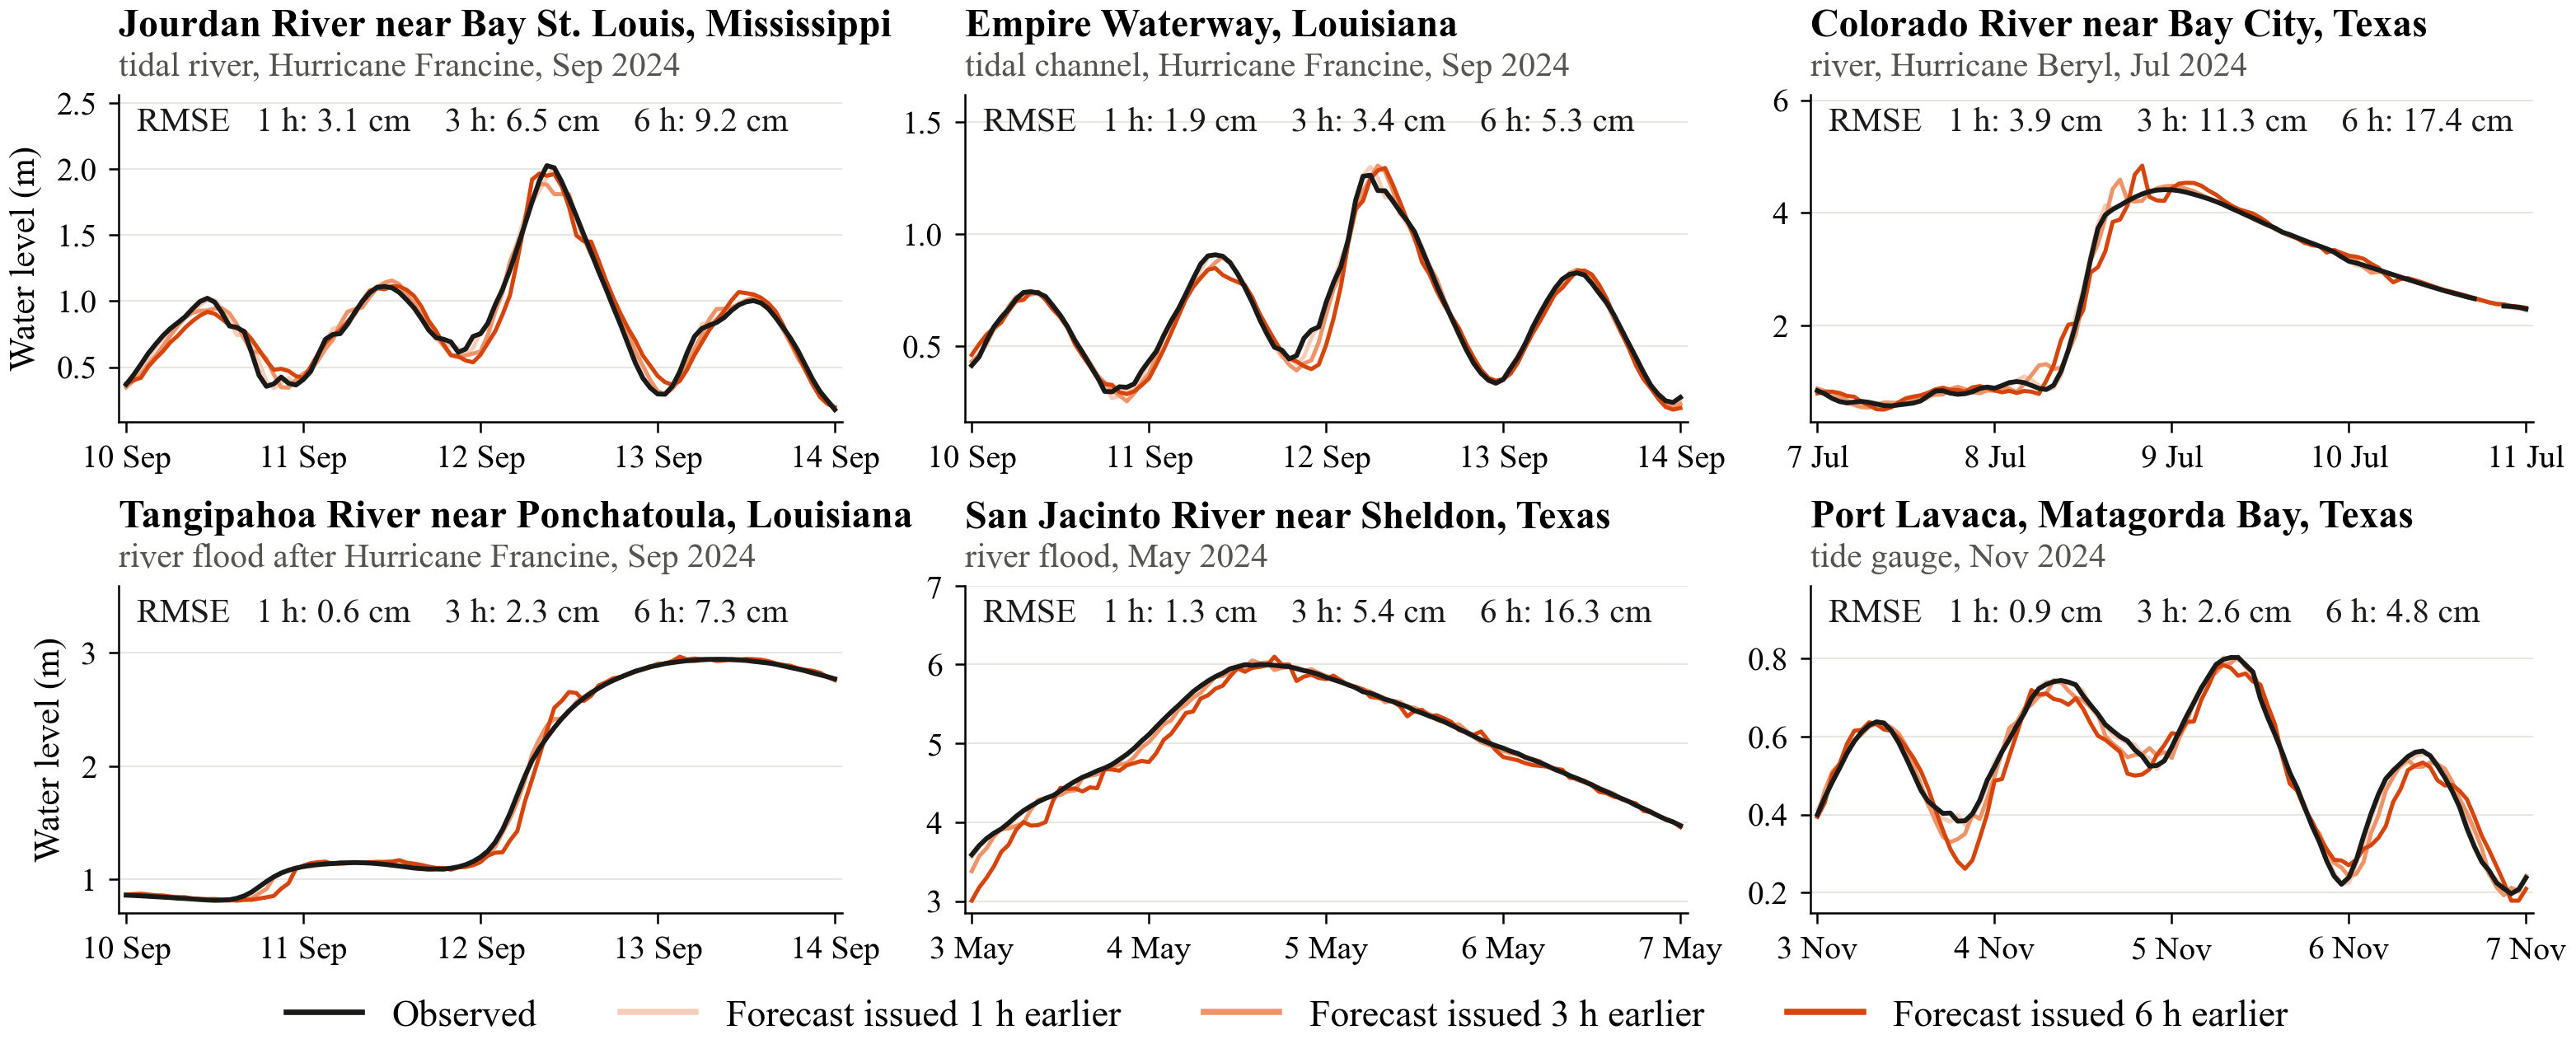 Jourdan River near Bay St. Louis, Mississippi
tidal river, Hurricane Francine, Sep 2024
RMSE 1 h: 3.1 cm 3 h: 6.5 cm 6 h: 9.2 cm
Water level (m)
2.5
2.0
1.5
1.0
0.5
10 Sep 11 Sep 12 Sep 13 Sep 14 Sep
Empire Waterway, Louisiana
tidal channel, Hurricane Francine, Sep 2024
RMSE 1 h: 1.9 cm 3 h: 3.4 cm 6 h: 5.3 cm
1.5
1.0
0.5
10 Sep 11 Sep 12 Sep 13 Sep 14 Sep
Colorado River near Bay City, Texas
river, Hurricane Beryl, Jul 2024
RMSE 1 h: 3.9 cm 3 h: 11.3 cm 6 h: 17.4 cm
6
4
2
7 Jul 8 Jul 9 Jul 10 Jul 11 Jul
Tangipahoa River near Ponchatoula, Louisiana
river flood after Hurricane Francine, Sep 2024
RMSE 1 h: 0.6 cm 3 h: 2.3 cm 6 h: 7.3 cm
Water level (m)
3
2
1
10 Sep 11 Sep 12 Sep 13 Sep 14 Sep
San Jacinto River near Sheldon, Texas
river flood, May 2024
RMSE 1 h: 1.3 cm 3 h: 5.4 cm 6 h: 16.3 cm
7
6
5
4
3
3 May 4 May 5 May 6 May 7 May
Port Lavaca, Matagorda Bay, Texas
tide gauge, Nov 2024
RMSE 1 h: 0.9 cm 3 h: 2.6 cm 6 h: 4.8 cm
0.8
0.6
0.4
0.2
3 Nov 4 Nov 5 Nov 6 Nov 7 Nov
Observed Forecast issued 1 h earlier Forecast issued 3 h earlier Forecast issued 6 h earlier